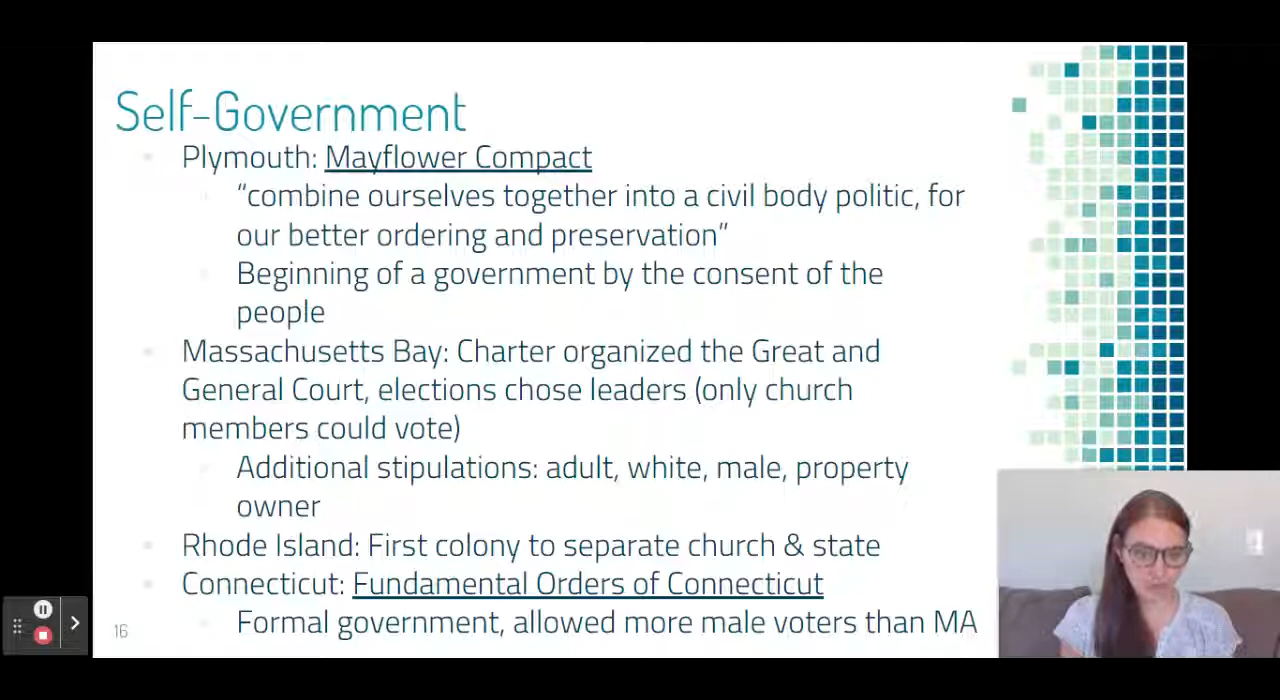 Self-Government
Plymouth: Mayflower Compact
“combine ourselves together into a civil body politic, for
our better ordering and preservation”
Beginning of a government by the consent of the
people
Massachusetts Bay: Charter organized the Great and
General Court, elections chose leaders (only church
members could vote)
Additional stipulations: adult, white, male, property
owner
Rhode Island: First colony to separate church & state
Connecticut: Fundamental Orders of Connecticut
Formal government, allowed more male voters than MA
16